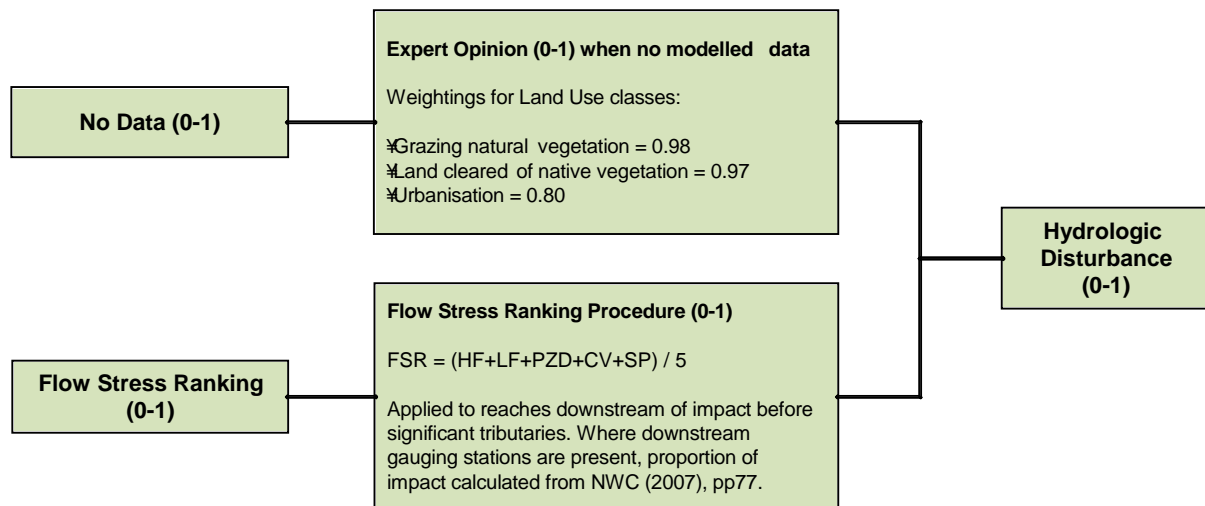 No Data (0-1)
Expert Opinion (0-1) when no modelled data
Weightings for Land Use classes:
¥Grazing natural vegetation = 0.98
¥Land cleared of native vegetation = 0.97
¥Urbanisation = 0.80
Flow Stress Ranking
(0-1)
Flow Stress Ranking Procedure (0-1)
FSR = (HF+LF+PZD+CV+SP) / 5
Applied to reaches downstream of impact before
significant tributaries. Where downstream
gauging stations are present, proportion of
impact calculated from NWC (2007), pp77.
Hydrologic
Disturbance
(0-1)